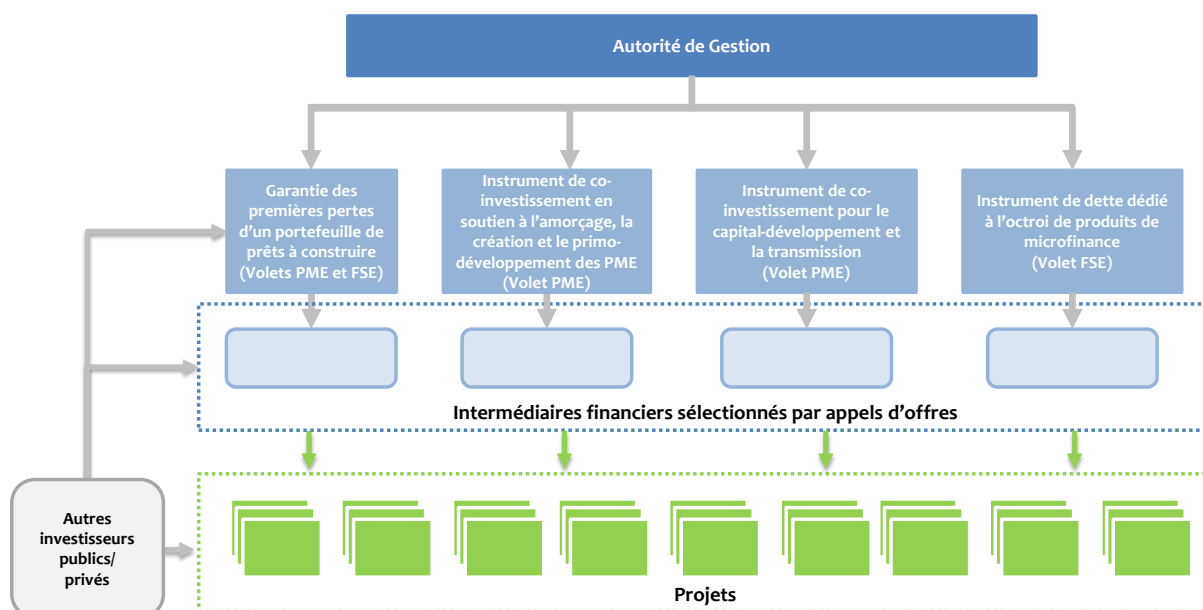 Autorité de Gestion
Garantie des
premières pertes
d'un portefeuille de
prêts à construire
(Volets PME et FSE)
Instrument de co-
investissement en
soutien à l'amorçage, la
création et le primo-
développement des PME
(Volet PME)
Instrument de co-
investissement pour le
capital-développement et
la transmission
(Volet PME)
Instrument de dette dédié
à l'octroi de produits de
microfinance
(Volet FSE)
Intermédiaires financiers sélectionnés par appels d'offres
Autres
investisseurs
publics/
privés
Projets